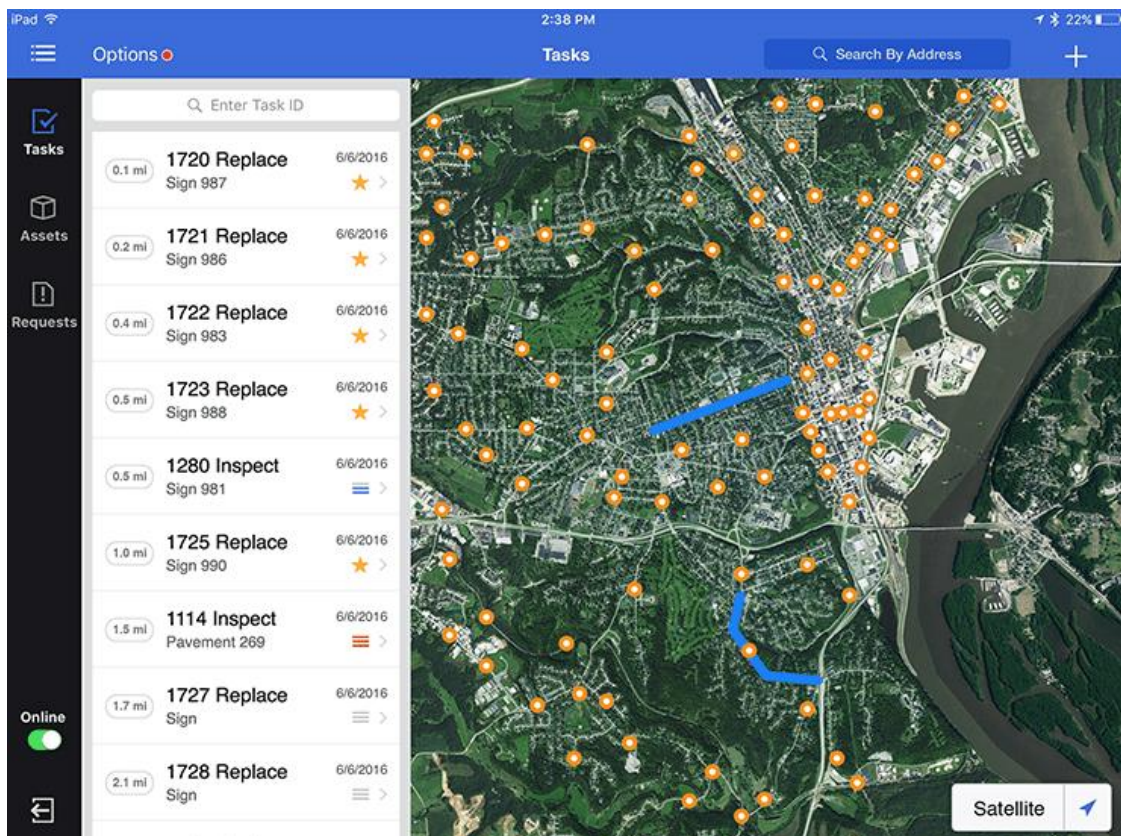 iPad 2:38 PM 22%
Options Tasks Search By Address
Tasks
Assets
Requests
Online
Enter Task ID
0.1 mi 1720 Replace 6/6/2016
Sign 987
0.2 mi 1721 Replace 6/6/2016
Sign 986
0.4 mi 1722 Replace 6/6/2016
Sign 983
0.5 mi 1723 Replace 6/6/2016
Sign 988
0.5 mi 1280 Inspect 6/6/2016
Sign 981
1.0 mi 1725 Replace 6/6/2016
Sign 990
1.5 mi 1114 Inspect 6/6/2016
Pavement 269
1.7 mi 1727 Replace 6/6/2016
Sign
2.1 mi 1728 Replace 6/6/2016
Sign
Satellite